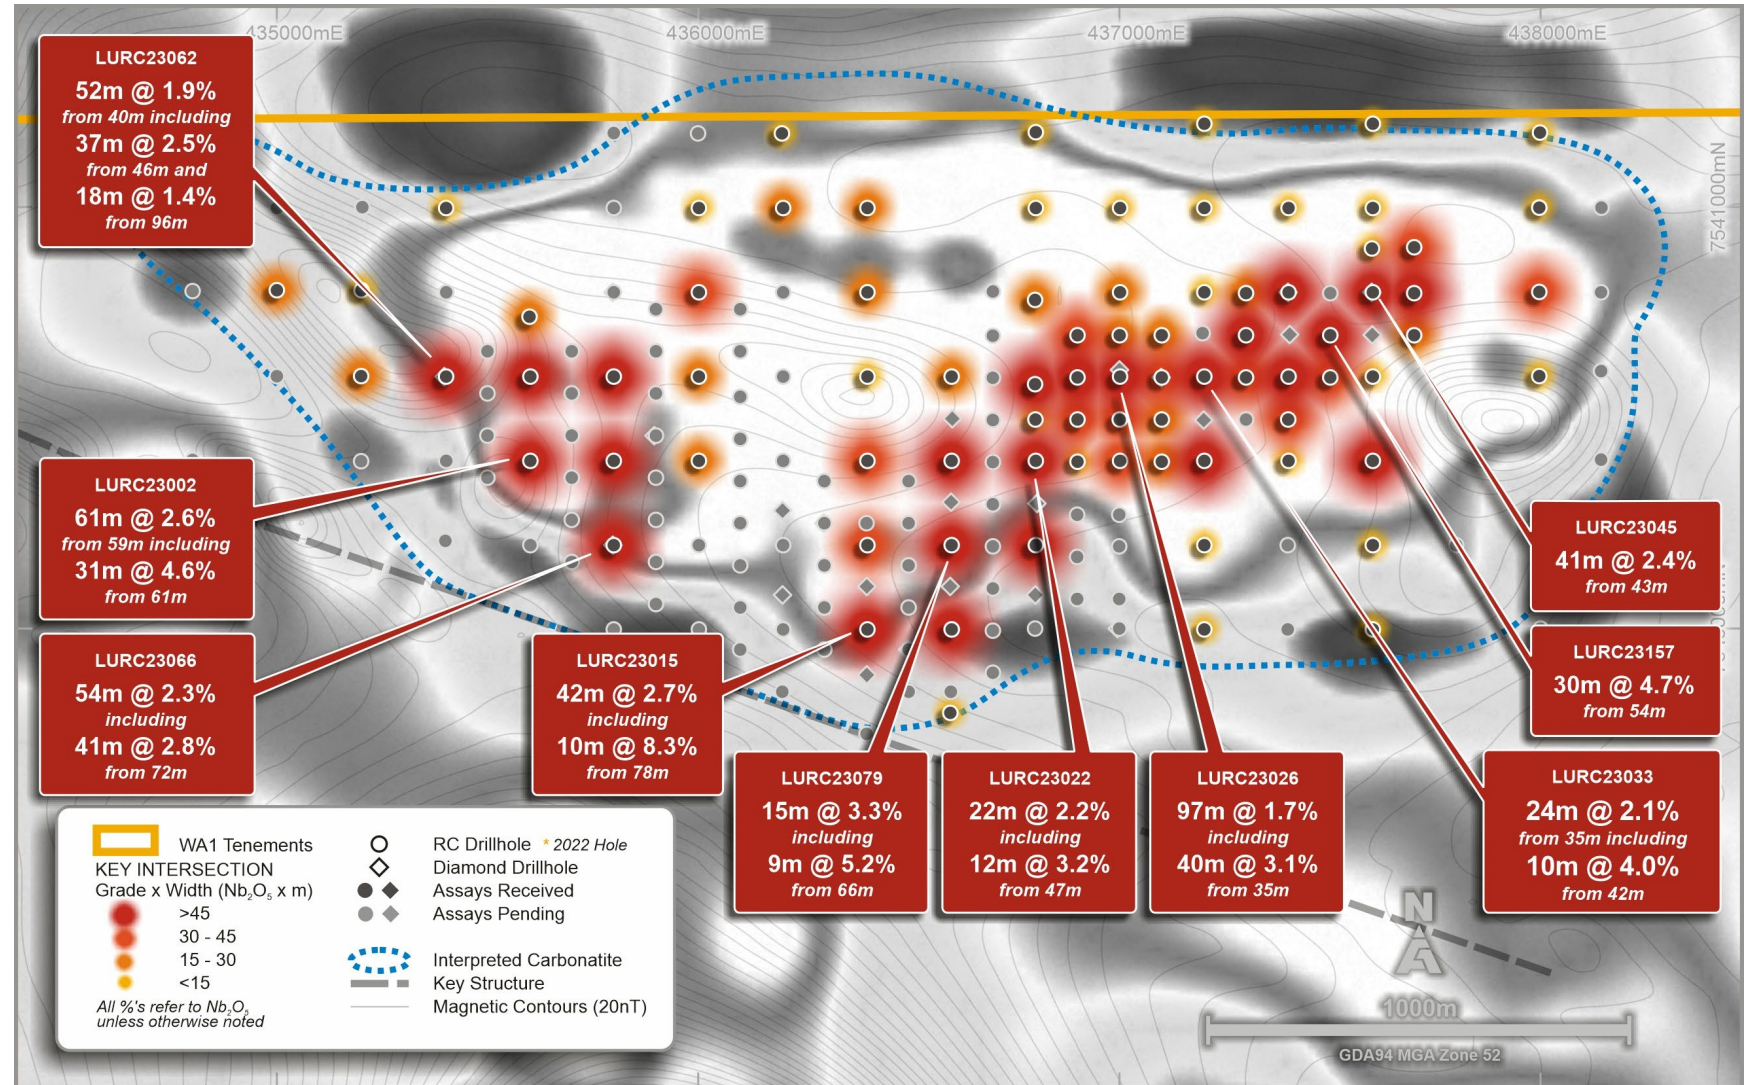 435000mE
436000mE
437000mE
438000mE
7541000mN
LURC23062
52m @ 1.9%
from 40m including
37m @ 2.5%
from 46m and
18m @ 1.4%
from 96m
LURC23002
61m @ 2.6%
from 59m including
31m @ 4.6%
from 61m
LURC23066
54m @ 2.3%
including
41m @ 2.8%
from 72m
LURC23015
42m @ 2.7%
including
10m @ 8.3%
from 78m
LURC23079
15m @ 3.3%
including
9m @ 5.2%
from 66m
LURC23022
22m @ 2.2%
including
12m @ 3.2%
from 47m
LURC23026
97m @ 1.7%
including
40m @ 3.1%
from 35m
LURC23045
41m @ 2.4%
from 43m
LURC23157
30m @ 4.7%
from 54m
LURC23033
24m @ 2.1%
from 35m including
10m @ 4.0%
from 42m
WA1 Tenements
KEY INTERSECTION
Grade x Width (Nb₂O₅ x m)
>45
30 - 45
15 - 30
<15
All %'s refer to Nb₂O₅
unless otherwise noted
RC Drillhole * 2022 Hole
Diamond Drillhole
Assays Received
Assays Pending
Interpreted Carbonatite
Key Structure
Magnetic Contours (20nT)
N
1000m
GDA94 MGA Zone 52